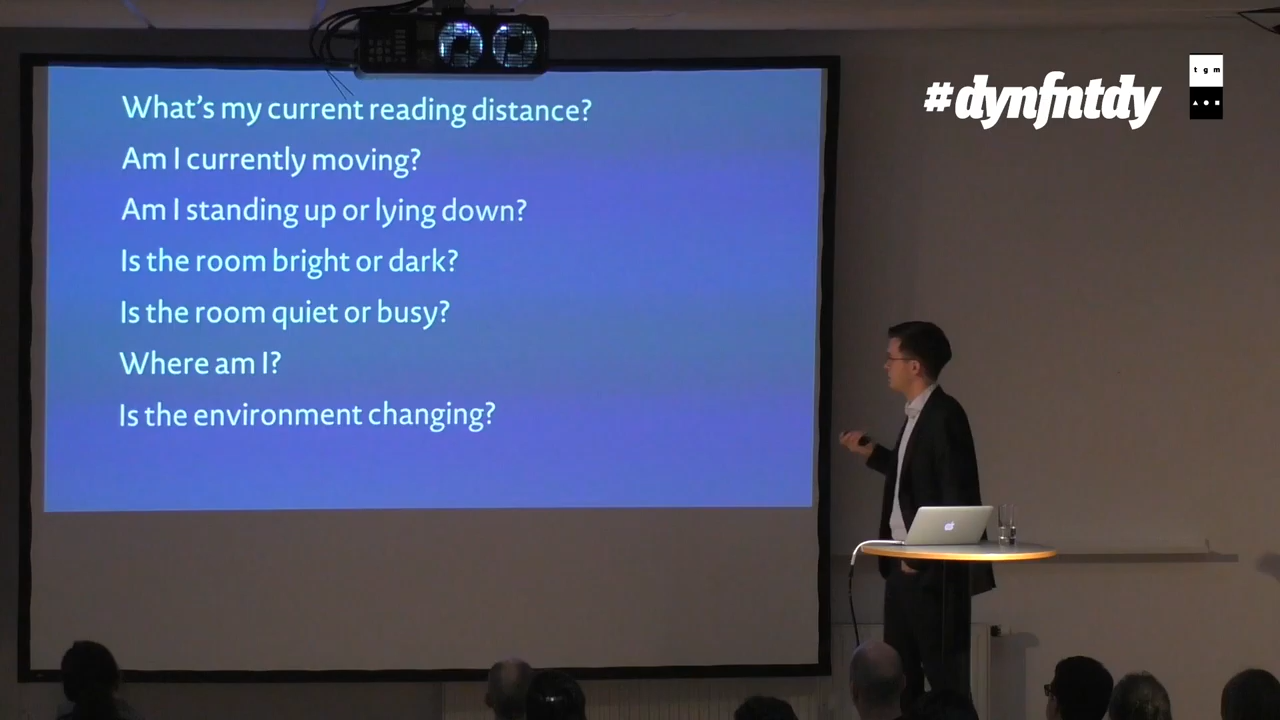 What's my current reading distance?
Am I currently moving?
Am I standing up or lying down?
Is the room bright or dark?
Is the room quiet or busy?
Where am I?
Is the environment changing?
#dynfntdy
tgm